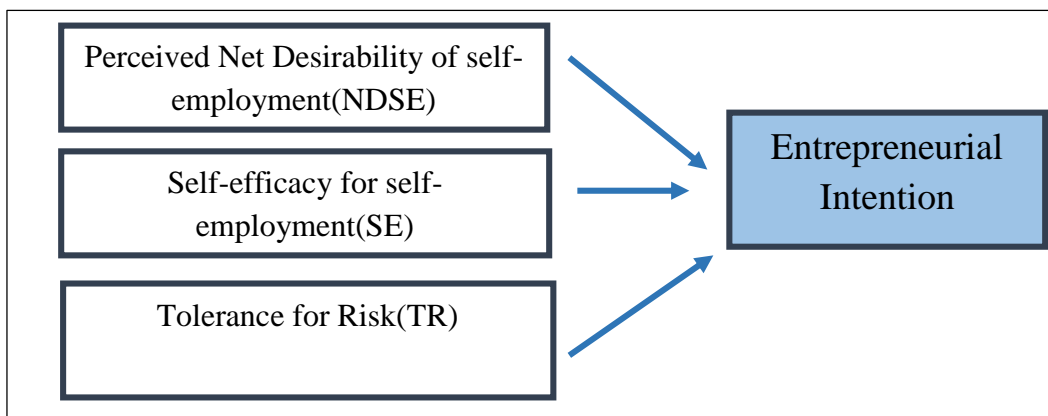 Perceived Net Desirability of self-
employment(NDSE)
Self-efficacy for self-
employment(SE)
Tolerance for Risk(TR)
Entrepreneurial
Intention